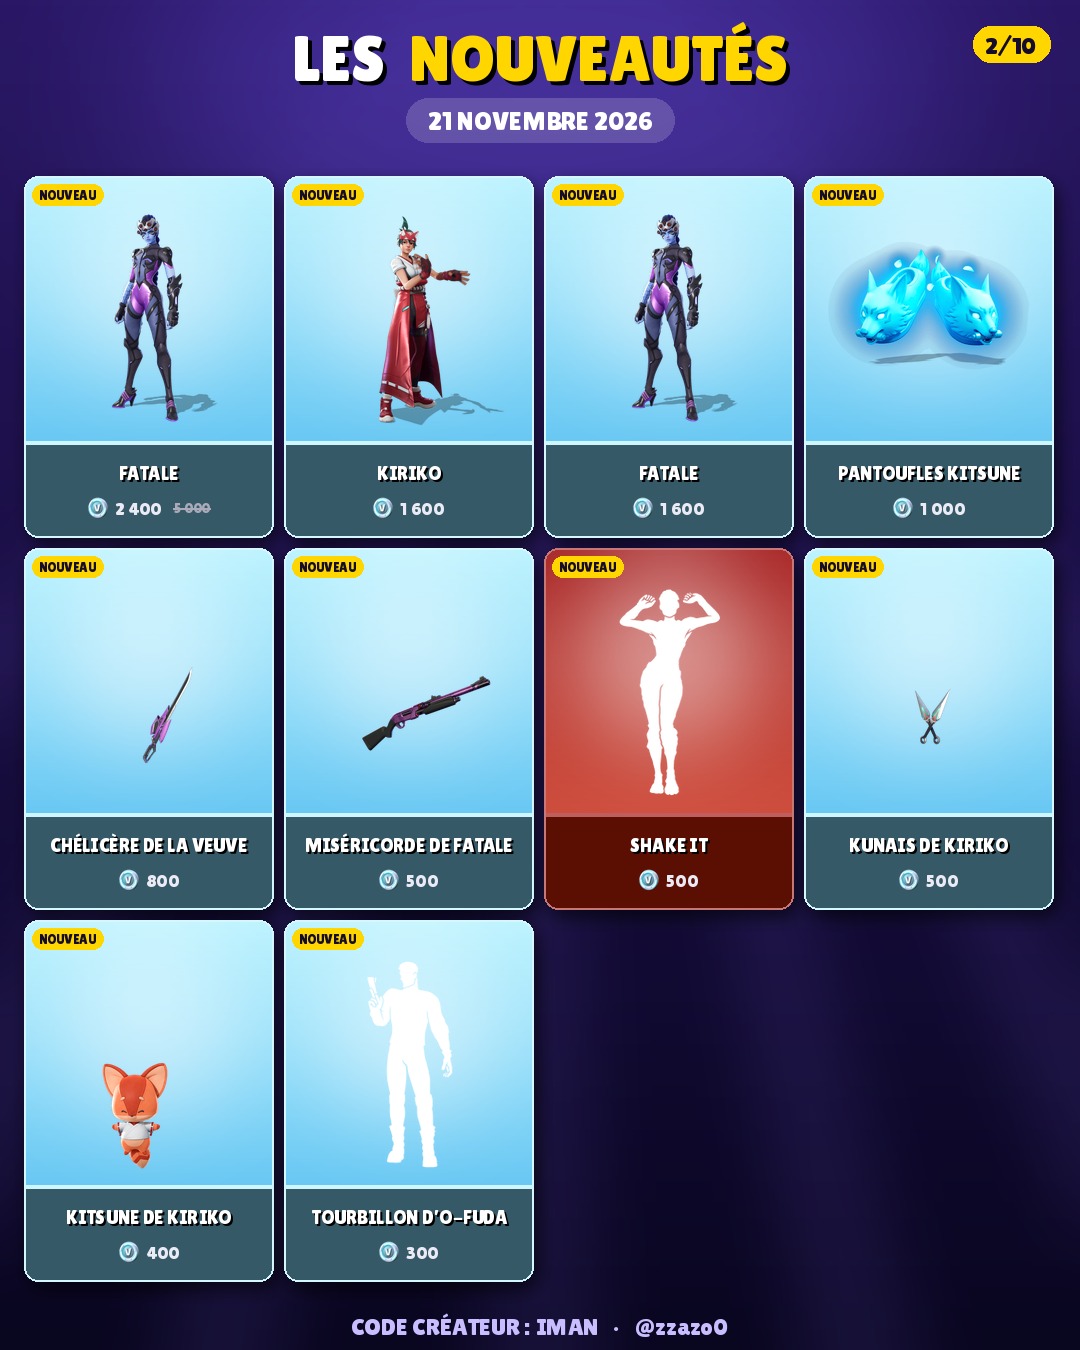 LES NOUVEAUTÉS
2/10
21 NOVEMBRE 2026
NOUVEAU
FATALE
2 400 5 000
NOUVEAU
KIRIKO
1 600
NOUVEAU
FATALE
1 600
NOUVEAU
PANTOUFLES KITSUNE
1 000
NOUVEAU
CHÉLICÈRE DE LA VEUVE
800
NOUVEAU
MISÉRICORDE DE FATALE
500
NOUVEAU
SHAKE IT
500
NOUVEAU
KUNAIS DE KIRIKO
500
NOUVEAU
KITSUNE DE KIRIKO
400
NOUVEAU
TOURBILLON D'O-FUDA
300
CODE CRÉATEUR : IMAN · @zzazoO